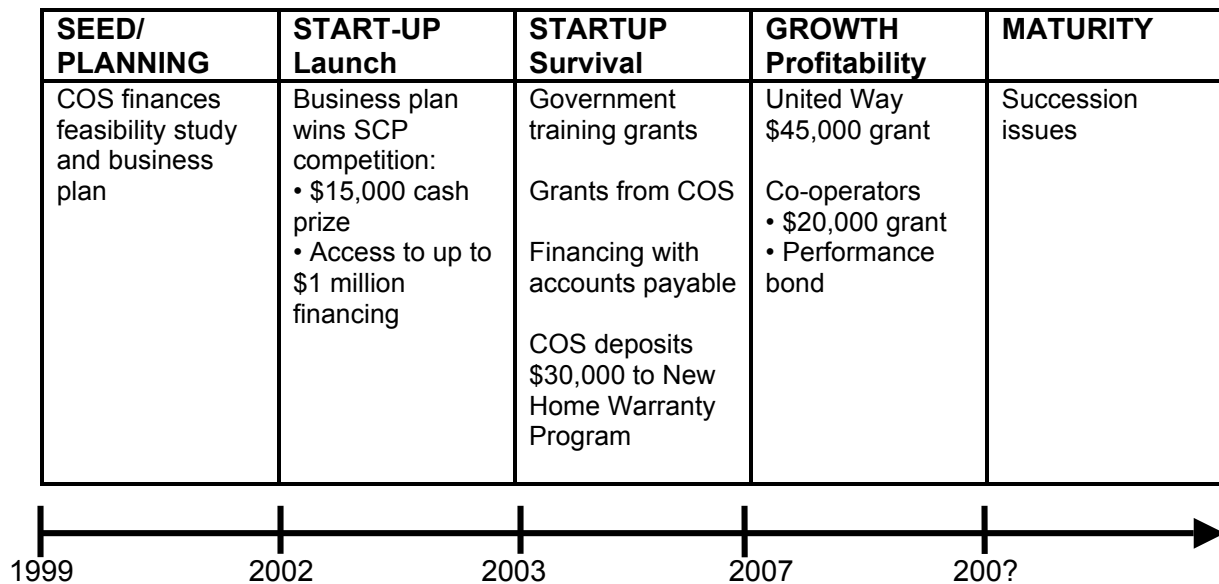 SEED/
PLANNING
START-UP
Launch
STARTUP
Survival
GROWTH
Profitability
MATURITY
COS finances
feasibility study
and business
plan
Business plan
wins SCP
competition:
• $15,000 cash
prize
• Access to up to
$1 million
financing
Government
training grants
Grants from COS
Financing with
accounts payable
COS deposits
$30,000 to New
Home Warranty
Program
United Way
$45,000 grant
Co-operators
• $20,000 grant
• Performance
bond
Succession
issues
1999
2002
2003
2007
200?